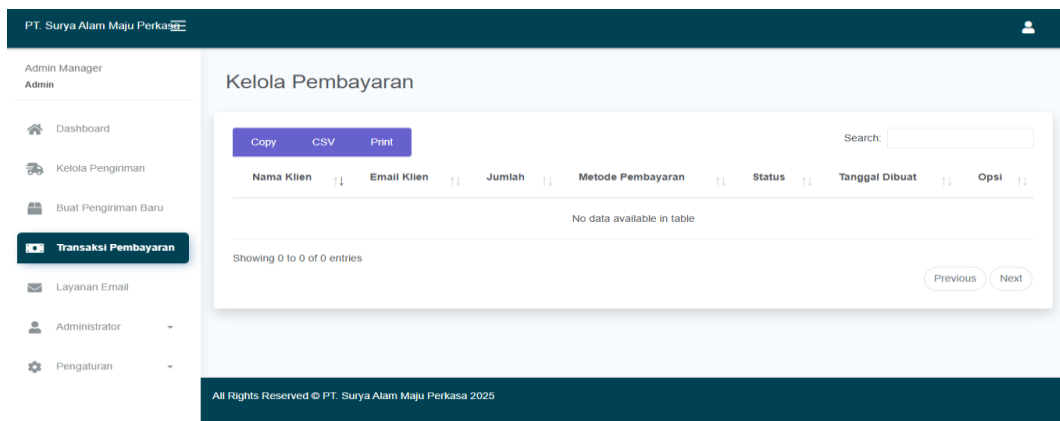 PT. Surya Alam Maju Perkasa
Admin Manager
Admin
Dashboard
Kelola Pengiriman
Buat Pengiriman Baru
Transaksi Pembayaran
Layanan Email
Administrator
Pengaturan
Kelola Pembayaran
Copy CSV Print
Search:
Nama Klien Email Klien Jumlah Metode Pembayaran Status Tanggal Dibuat Opsi
No data available in table
Showing 0 to 0 of 0 entries
Previous Next
All Rights Reserved © PT. Surya Alam Maju Perkasa 2025